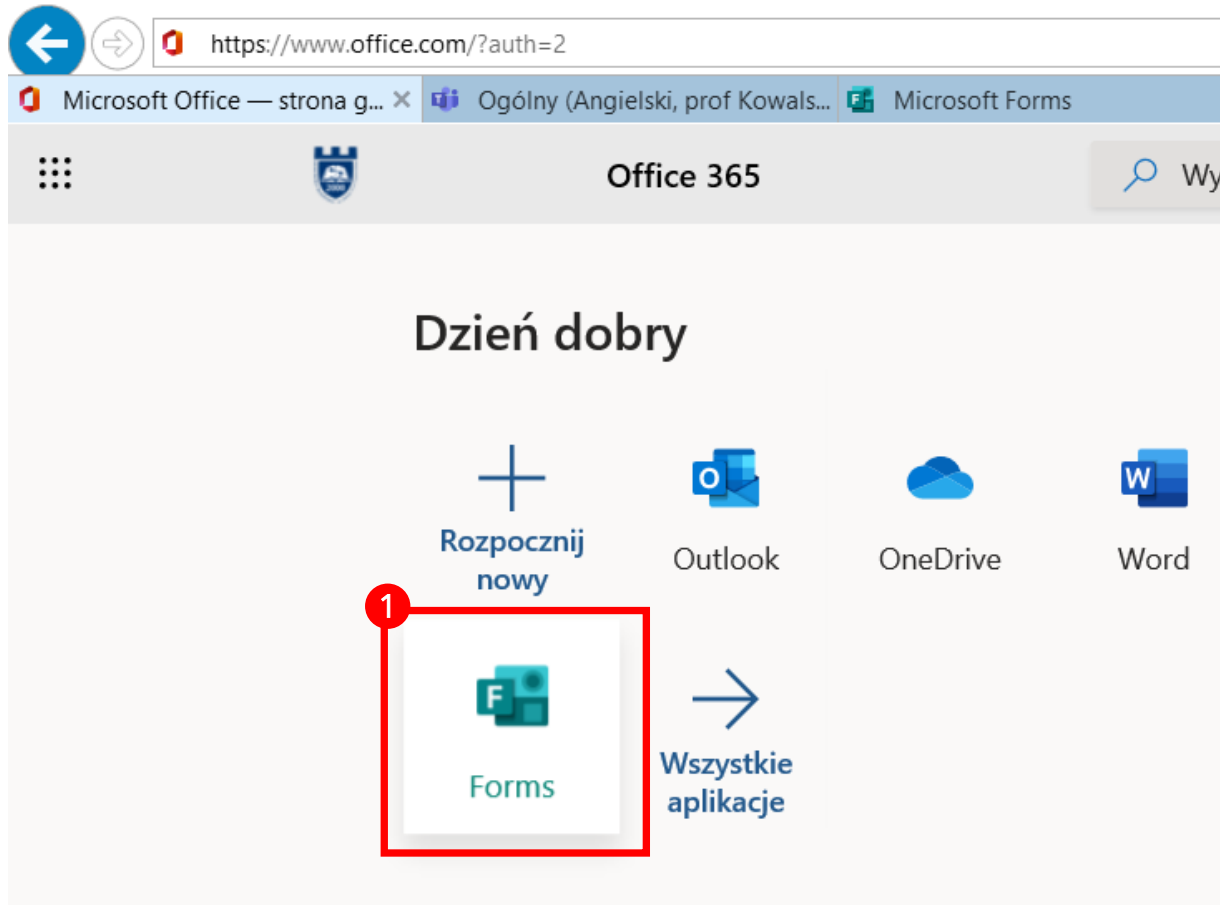 https://www.office.com/?auth=2
Microsoft Office — strona g... Ogólny (Angielski, prof Kowals... Microsoft Forms
Office 365 Wy
Dzień dobry
Rozpocznij
nowy
Outlook OneDrive Word
1
Forms
Wszystkie
aplikacje